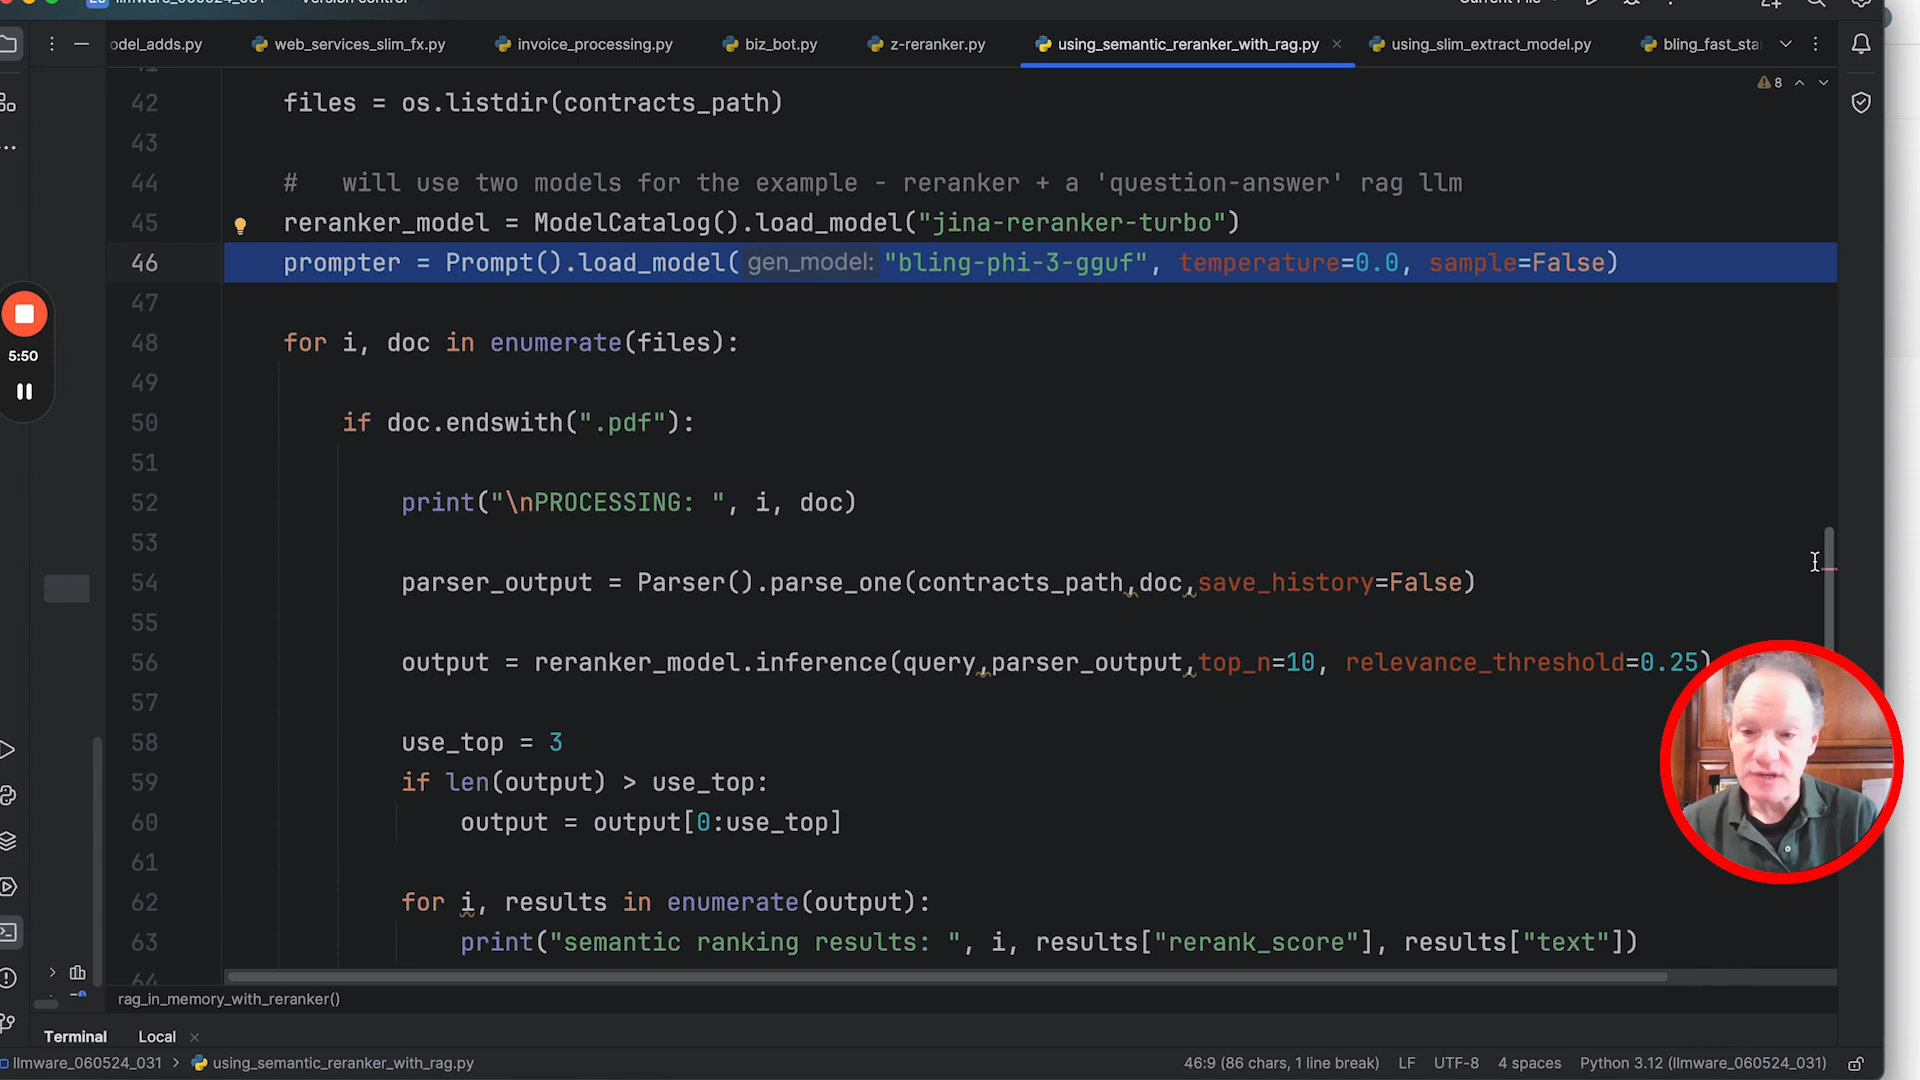 llmware_060524_031
Version control
Current File
odel_adds.py
web_services_slim_fx.py
invoice_processing.py
biz_bot.py
z-reranker.py
using_semantic_reranker_with_rag.py
using_slim_extract_model.py
bling_fast_sta
8
42 files = os.listdir(contracts_path)
43
44 # will use two models for the example - reranker + a 'question-answer' rag llm
45 reranker_model = ModelCatalog().load_model("jina-reranker-turbo")
46 prompter = Prompt().load_model( gen_model: "bling-phi-3-gguf", temperature=0.0, sample=False)
47
48 for i, doc in enumerate(files):
49
50 if doc.endswith(".pdf"):
51
52 print("\nPROCESSING: ", i, doc)
53
54 parser_output = Parser().parse_one(contracts_path,doc,save_history=False)
55
56 output = reranker_model.inference(query,parser_output,top_n=10, relevance_threshold=0.25)
57
58 use_top = 3
59 if len(output) > use_top:
60 output = output[0:use_top]
61
62 for i, results in enumerate(output):
63 print("semantic ranking results: ", i, results["rerank_score"], results["text"])
5:50
rag_in_memory_with_reranker()
Terminal Local
llmware_060524_031 > using_semantic_reranker_with_rag.py
46:9 (86 chars, 1 line break) LF UTF-8 4 spaces Python 3.12 (llmware_060524_031)